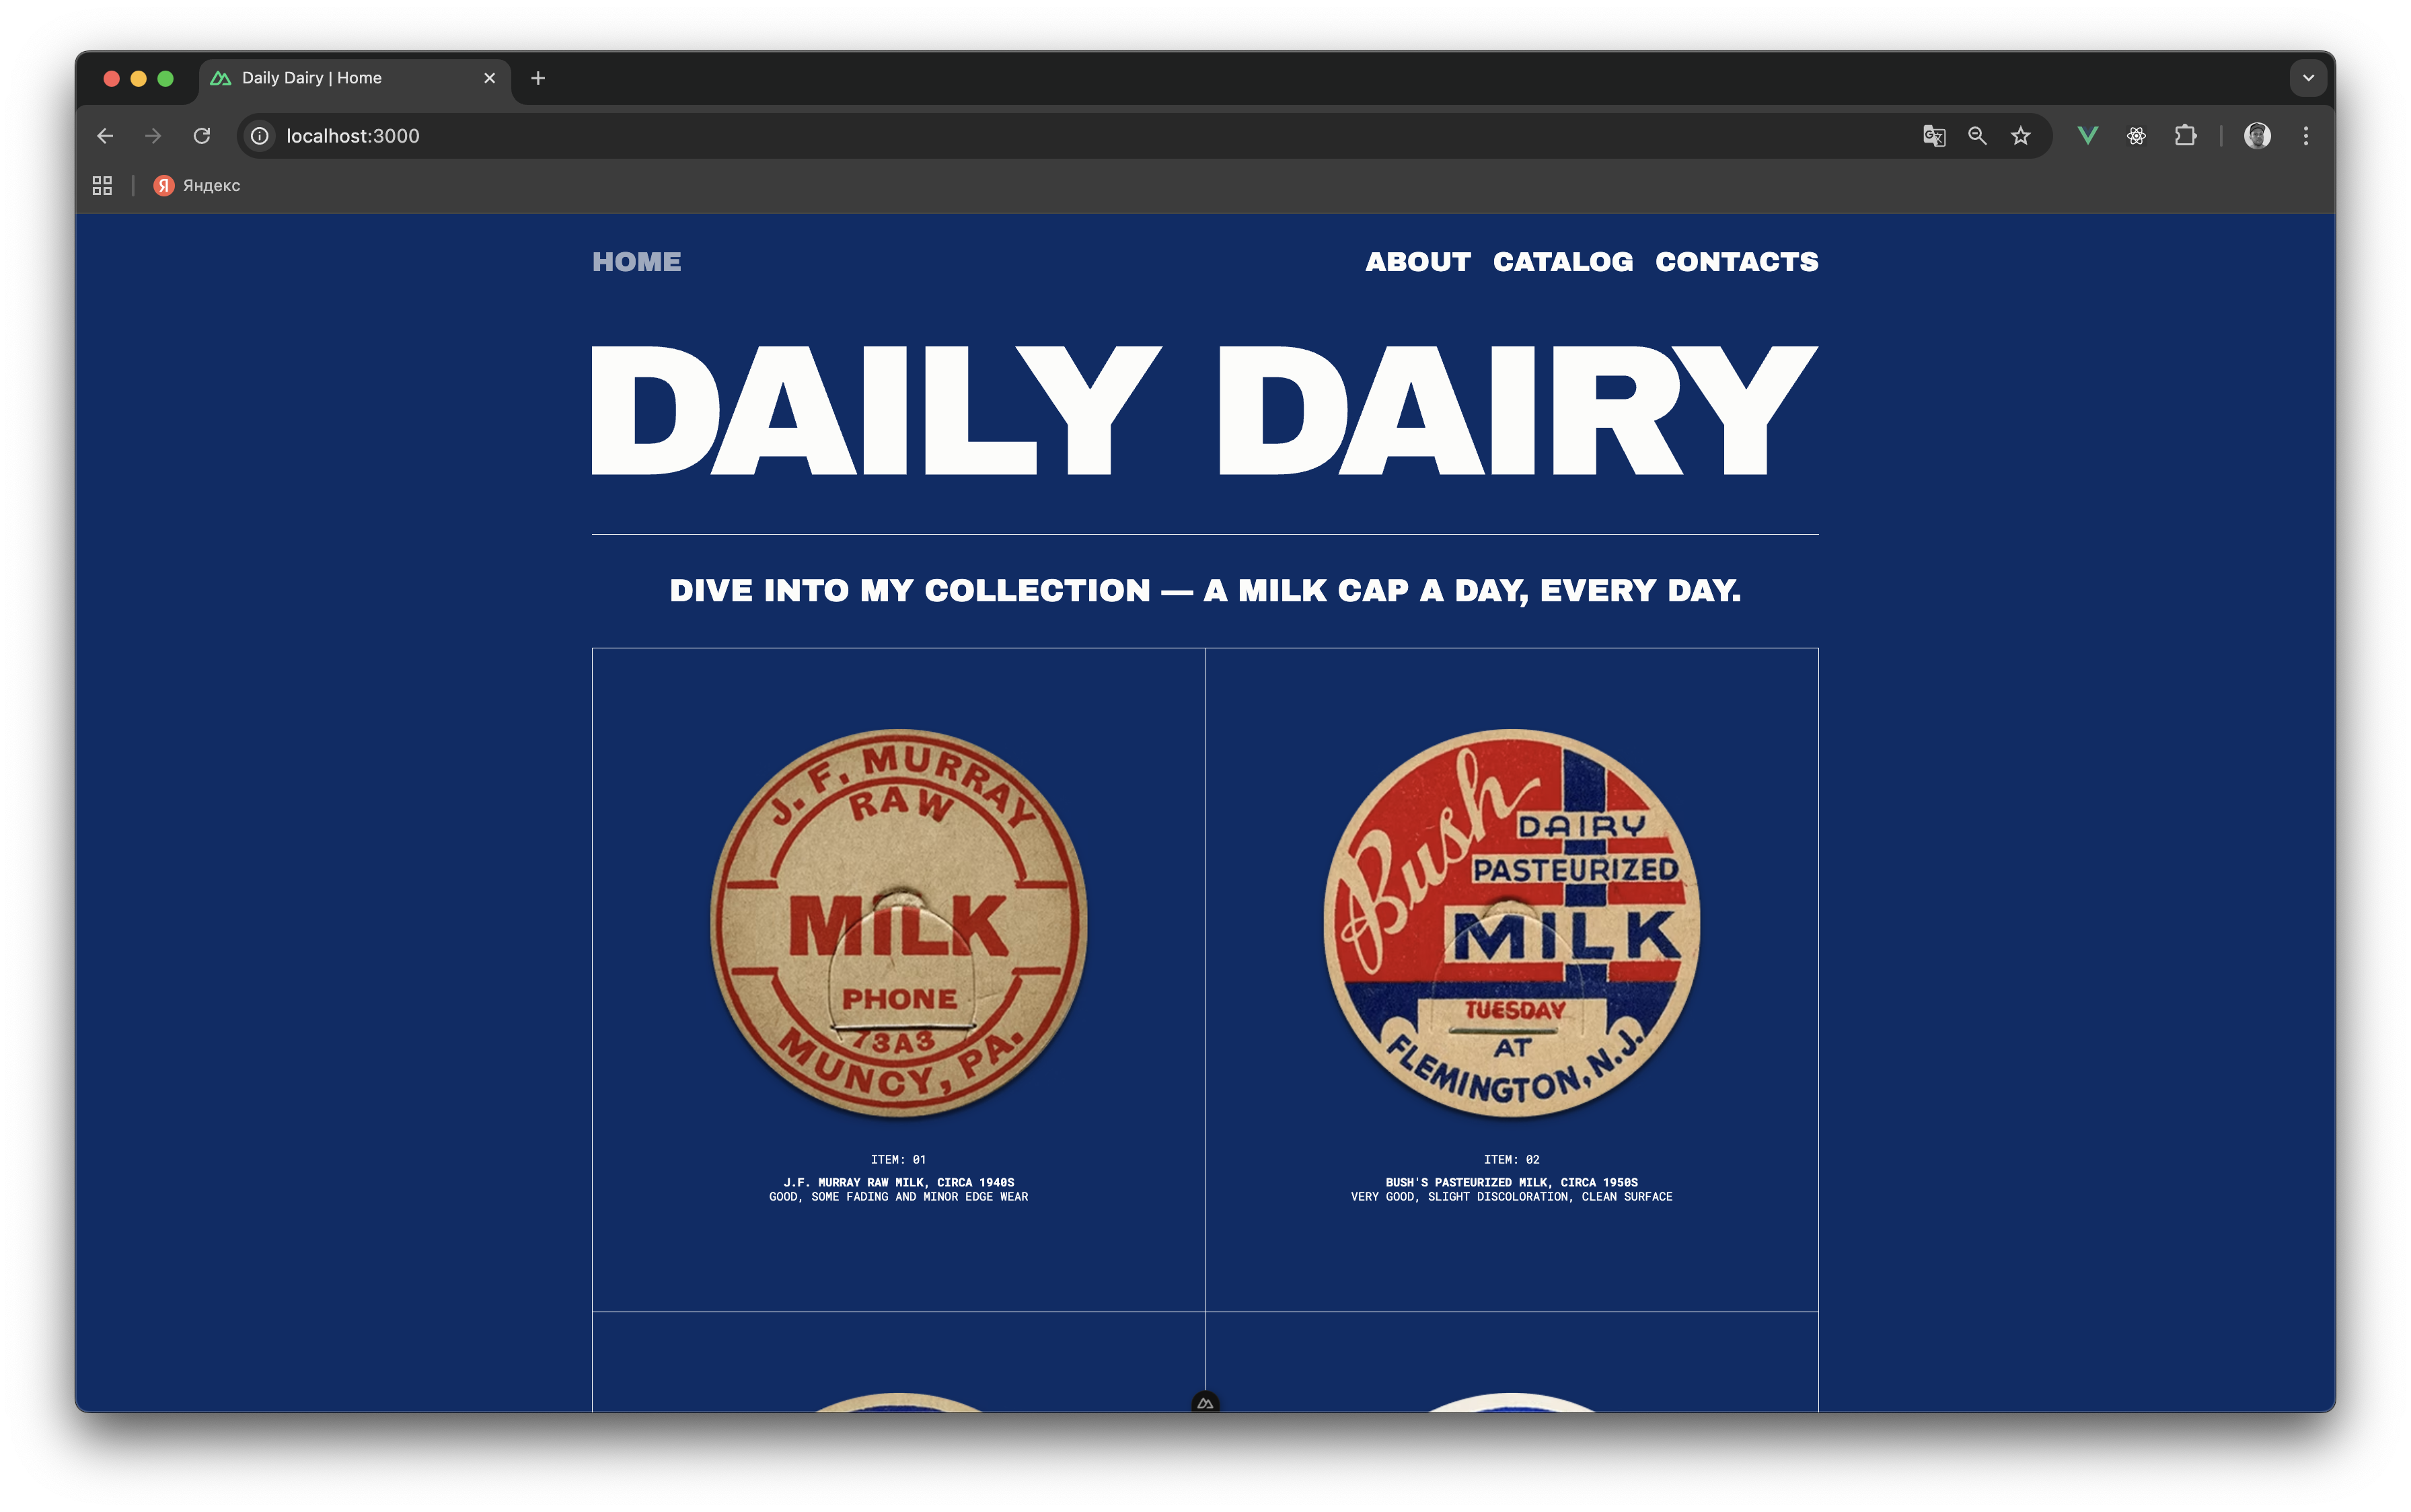 Daily Dairy | Home
localhost:3000
Яндекс
HOME ABOUT CATALOG CONTACTS
DAILY DAIRY
DIVE INTO MY COLLECTION — A MILK CAP A DAY, EVERY DAY.
J. F. MURRAY
RAW
MILK
PHONE
73A3
MUNCY, PA.
Bush
DAIRY
PASTEURIZED
MILK
TUESDAY
AT
FLEMINGTON, N.J.
ITEM: 01
J.F. MURRAY RAW MILK, CIRCA 1940S
GOOD, SOME FADING AND MINOR EDGE WEAR
ITEM: 02
BUSH'S PASTEURIZED MILK, CIRCA 1950S
VERY GOOD, SLIGHT DISCOLORATION, CLEAN SURFACE